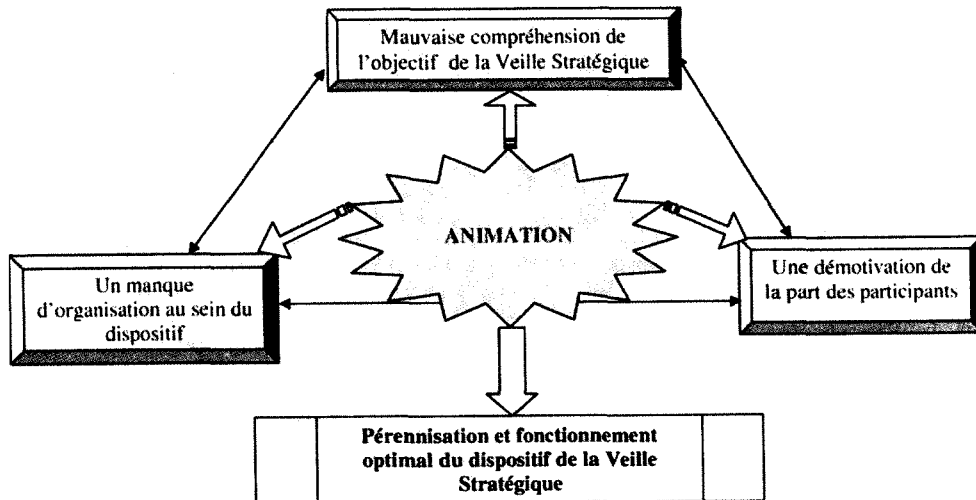 Mauvaise compréhension de
l'objectif de la Veille Stratégique
ANIMATION
Un manque
d'organisation au sein du
dispositif
Une démotivation de
la part des participants
Pérennisation et fonctionnement
optimal du dispositif de la Veille
Stratégique